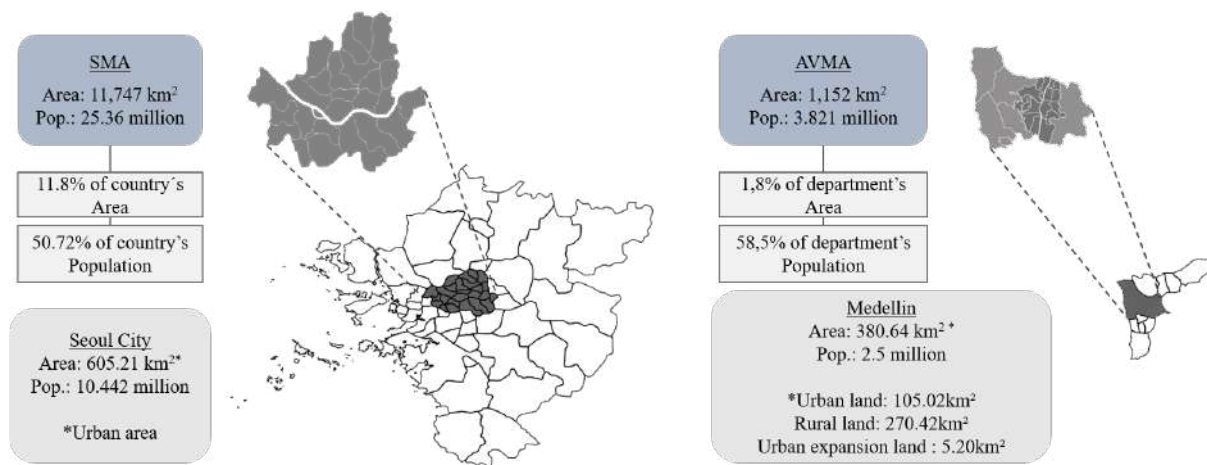 SMA
Area: 11,747 km²
Pop.: 25.36 million
11.8% of country´s
Area
50.72% of country's
Population
Seoul City
Area: 605.21 km²*
Pop.: 10.442 million
*Urban area
AVMA
Area: 1,152 km²
Pop.: 3.821 million
1,8% of department's
Area
58,5% of department's
Population
Medellin
Area: 380.64 km² *
Pop.: 2.5 million
*Urban land: 105.02km²
Rural land: 270.42km²
Urban expansion land : 5.20km²